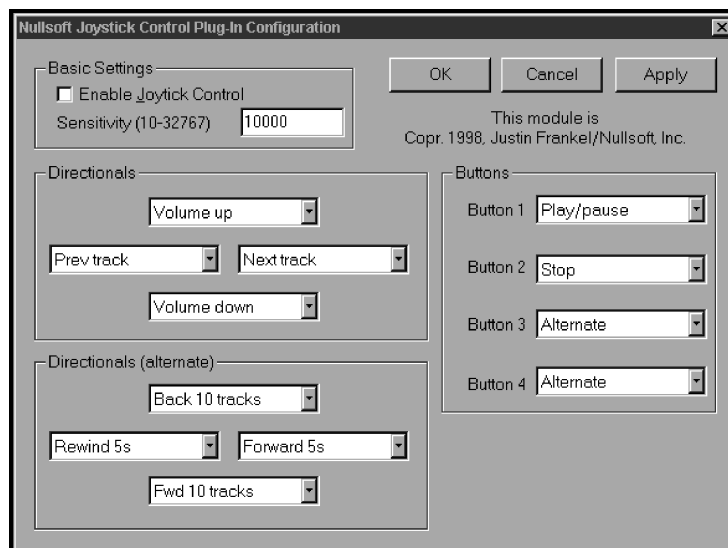 Nullsoft Joystick Control Plug-In Configuration
Basic Settings
Enable Joytick Control
Sensitivity (10-32767) 10000
OK Cancel Apply
This module is
Copr. 1998, Justin Frankel/Nullsoft, Inc.
Directionals
Volume up
Prev track Next track
Volume down
Directionals (alternate)
Back 10 tracks
Rewind 5s Forward 5s
Fwd 10 tracks
Buttons
Button 1 Play/pause
Button 2 Stop
Button 3 Alternate
Button 4 Alternate